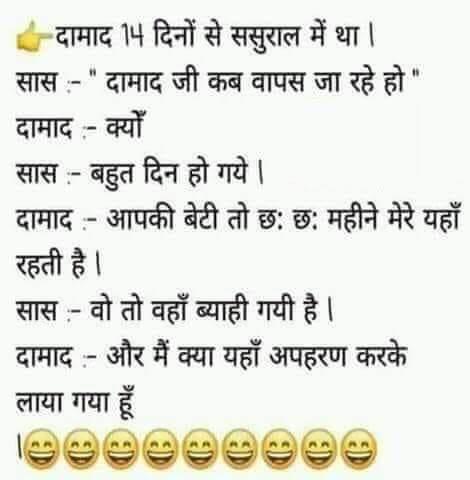 👉दामाद 14 दिनों से ससुराल में था |
सास :- " दामाद जी कब वापस जा रहे हो "
दामाद :- क्यों
सास :- बहुत दिन हो गये |
दामाद :- आपकी बेटी तो छः छः महीने मेरे यहाँ
रहती है |
सास :- वो तो वहाँ ब्याही गयी है |
दामाद :- और मैं क्या यहाँ अपहरण करके
लाया गया हूँ
|😄😄😄😄😄😄😄😄😄